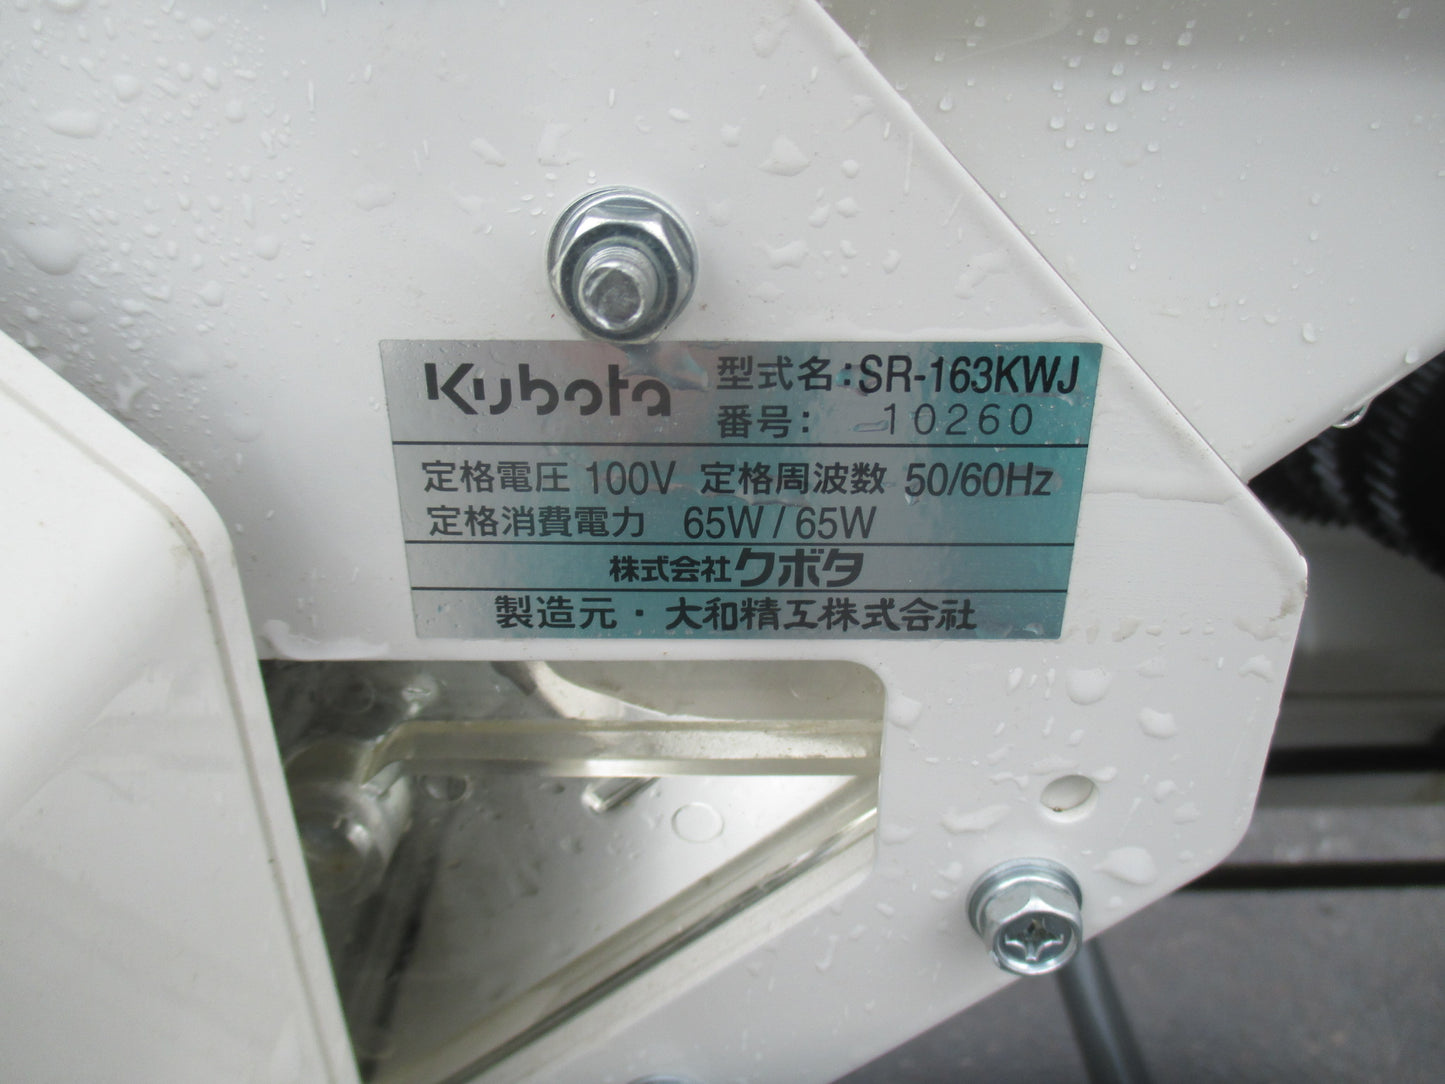 Kubota 型式名:SR-163KWJ
番号: 10260
定格電圧 100V 定格周波数 50/60Hz
定格消費電力 65W / 65W
株式会社クボタ
製造元・大和精工株式会社